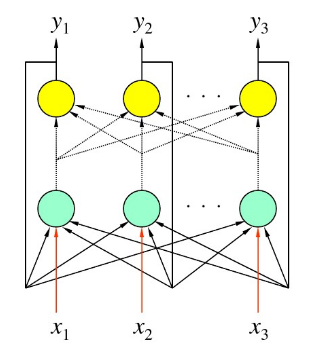 y₁ y₂ y₃
. . .
. . .
x₁ x₂ x₃